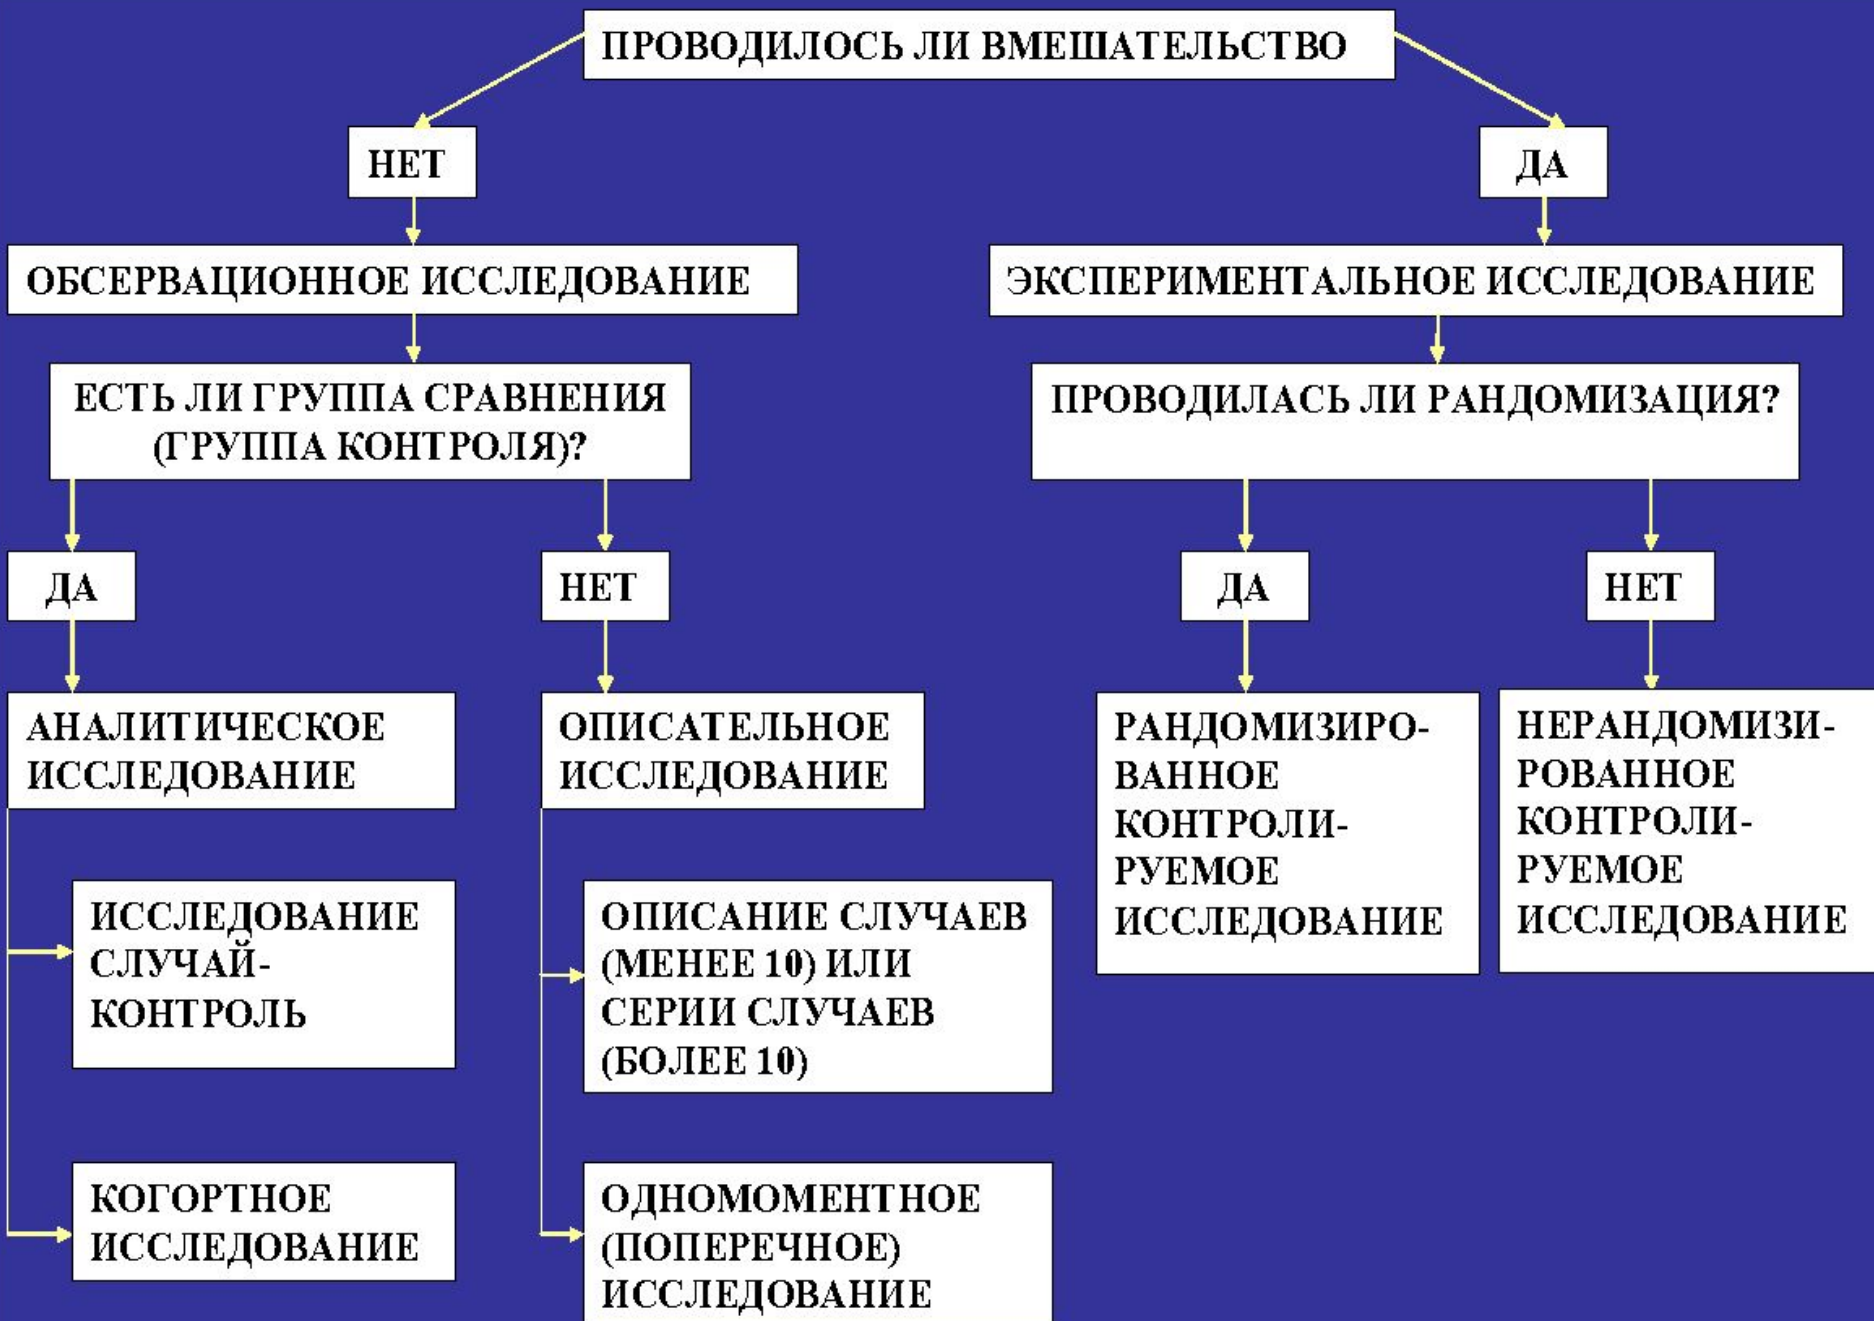 ПРОВОДИЛОСЬ ЛИ ВМЕШАТЕЛЬСТВО
НЕТ
ДА
ОБСЕРВАЦИОННОЕ ИССЛЕДОВАНИЕ
ЭКСПЕРИМЕНТАЛЬНОЕ ИССЛЕДОВАНИЕ
ЕСТЬ ЛИ ГРУППА СРАВНЕНИЯ
(ГРУППА КОНТРОЛЯ)?
ПРОВОДИЛАСЬ ЛИ РАНДОМИЗАЦИЯ?
ДА
НЕТ
ДА
НЕТ
АНАЛИТИЧЕСКОЕ
ИССЛЕДОВАНИЕ
ОПИСАТЕЛЬНОЕ
ИССЛЕДОВАНИЕ
РАНДОМИЗИРО-
ВАННОЕ
КОНТРОЛИ-
РУЕМОЕ
ИССЛЕДОВАНИЕ
НЕРАНДОМИЗИ-
РОВАННОЕ
КОНТРОЛИ-
РУЕМОЕ
ИССЛЕДОВАНИЕ
ИССЛЕДОВАНИЕ
СЛУЧАЙ-
КОНТРОЛЬ
ОПИСАНИЕ СЛУЧАЕВ
(МЕНЕЕ 10) ИЛИ
СЕРИИ СЛУЧАЕВ
(БОЛЕЕ 10)
КОГОРТНОЕ
ИССЛЕДОВАНИЕ
ОДНОМОМЕНТНОЕ
(ПОПЕРЕЧНОЕ)
ИССЛЕДОВАНИЕ